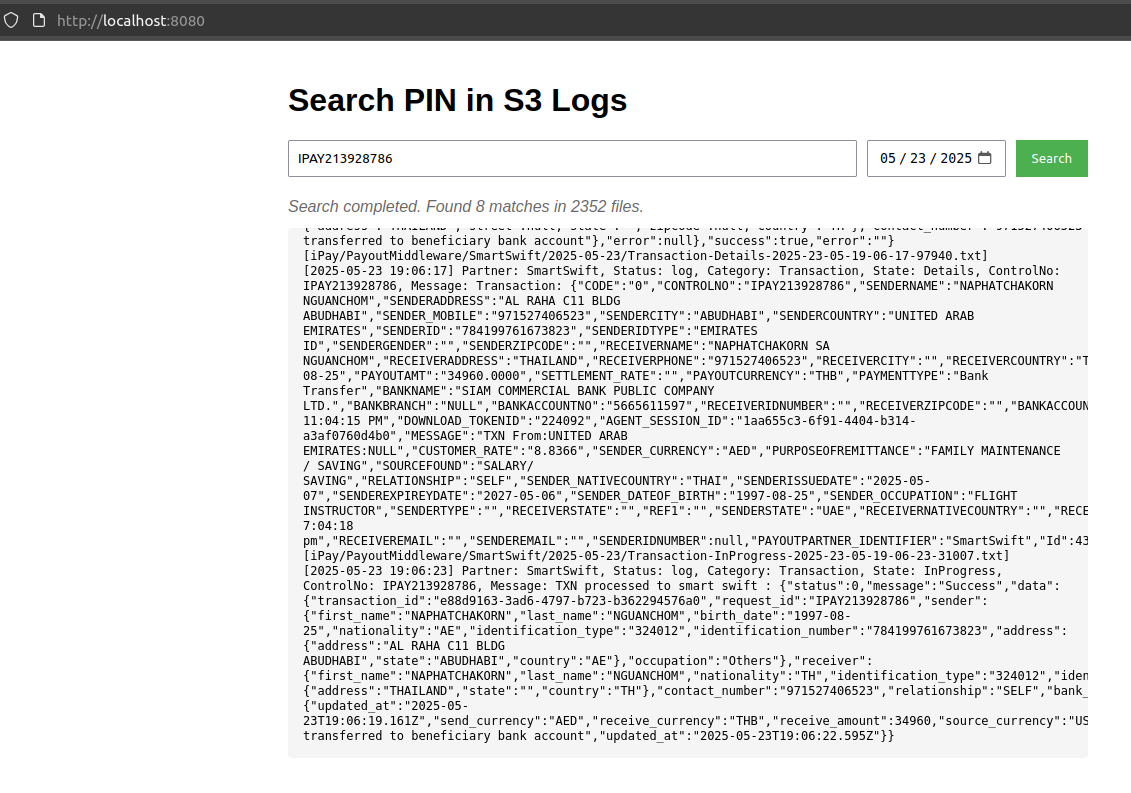 http://localhost:8080
Search PIN in S3 Logs
IPAY213928786
05 / 23 / 2025
Search
Search completed. Found 8 matches in 2352 files.
{"address":"THAILAND","street":null,"state":"","zipcode":null,"country":"TH"},"contact_number":"971527406523"
transferred to beneficiary bank account"},"error":null},"success":true,"error":""}
[iPay/PayoutMiddleware/SmartSwift/2025-05-23/Transaction-Details-2025-23-05-19-06-17-97940.txt]
[2025-05-23 19:06:17] Partner: SmartSwift, Status: log, Category: Transaction, State: Details, ControlNo:
IPAY213928786, Message: Transaction: {"CODE":"0","CONTROLNO":"IPAY213928786","SENDERNAME":"NAPHATCHAKORN
NGUANCHOM","SENDERADDRESS":"AL RAHA C11 BLDG
ABUDHABI","SENDER_MOBILE":"971527406523","SENDERCITY":"ABUDHABI","SENDERCOUNTRY":"UNITED ARAB
EMIRATES","SENDERID":"784199761673823","SENDERIDTYPE":"EMIRATES
ID","SENDERGENDER":"","SENDERZIPCODE":"","RECEIVERNAME":"NAPHATCHAKORN SA
NGUANCHOM","RECEIVERADDRESS":"THAILAND","RECEIVERPHONE":"971527406523","RECEIVERCITY":"","RECEIVERCOUNTRY":"T
08-25","PAYOUTAMT":"34960.0000","SETTLEMENT_RATE":"","PAYOUTCURRENCY":"THB","PAYMENTTYPE":"Bank
Transfer","BANKNAME":"SIAM COMMERCIAL BANK PUBLIC COMPANY
LTD.","BANKBRANCH":"NULL","BANKACCOUNTNO":"5665611597","RECEIVERIDNUMBER":"","RECEIVERZIPCODE":"","BANKACCOUN
11:04:15 PM","DOWNLOAD_TOKENID":"224092","AGENT_SESSION_ID":"1aa655c3-6f91-4404-b314-
a3af0760d4b0","MESSAGE":"TXN From:UNITED ARAB
EMIRATES:NULL","CUSTOMER_RATE":"8.8366","SENDER_CURRENCY":"AED","PURPOSEOFREMITTANCE":"FAMILY MAINTENANCE
/ SAVING","SOURCEFOUND":"SALARY/
SAVING","RELATIONSHIP":"SELF","SENDER_NATIVECOUNTRY":"THAI","SENDERISSUEDATE":"2025-05-
07","SENDEREXPIREYDATE":"2027-05-06","SENDER_DATEOF_BIRTH":"1997-08-25","SENDER_OCCUPATION":"FLIGHT
INSTRUCTOR","SENDERTYPE":"","RECEIVERSTATE":"","REF1":"","SENDERSTATE":"UAE","RECEIVERNATIVECOUNTRY":"","RECE
7:04:18
pm","RECEIVEREMAIL":"","SENDEREMAIL":"","SENDERIDNUMBER":null,"PAYOUTPARTNER_IDENTIFIER":"SmartSwift","Id":43
[iPay/PayoutMiddleware/SmartSwift/2025-05-23/Transaction-InProgress-2025-23-05-19-06-23-31007.txt]
[2025-05-23 19:06:23] Partner: SmartSwift, Status: log, Category: Transaction, State: InProgress,
ControlNo: IPAY213928786, Message: TXN processed to smart swift : {"status":0,"message":"Success","data":
{"transaction_id":"e88d9163-3ad6-4797-b723-b362294576a0","request_id":"IPAY213928786","sender":
{"first_name":"NAPHATCHAKORN","last_name":"NGUANCHOM","birth_date":"1997-08-
25","nationality":"AE","identification_type":"324012","identification_number":"784199761673823","address":
{"address":"AL RAHA C11 BLDG
ABUDHABI","state":"ABUDHABI","country":"AE"},"occupation":"Others"},"receiver":
{"first_name":"NAPHATCHAKORN","last_name":"NGUANCHOM","nationality":"TH","identification_type":"324012","iden
{"address":"THAILAND","state":"","country":"TH"},"contact_number":"971527406523","relationship":"SELF","bank_
{"updated_at":"2025-05-
23T19:06:19.161Z","send_currency":"AED","receive_currency":"THB","receive_amount":34960,"source_currency":"US
transferred to beneficiary bank account","updated_at":"2025-05-23T19:06:22.595Z"}}